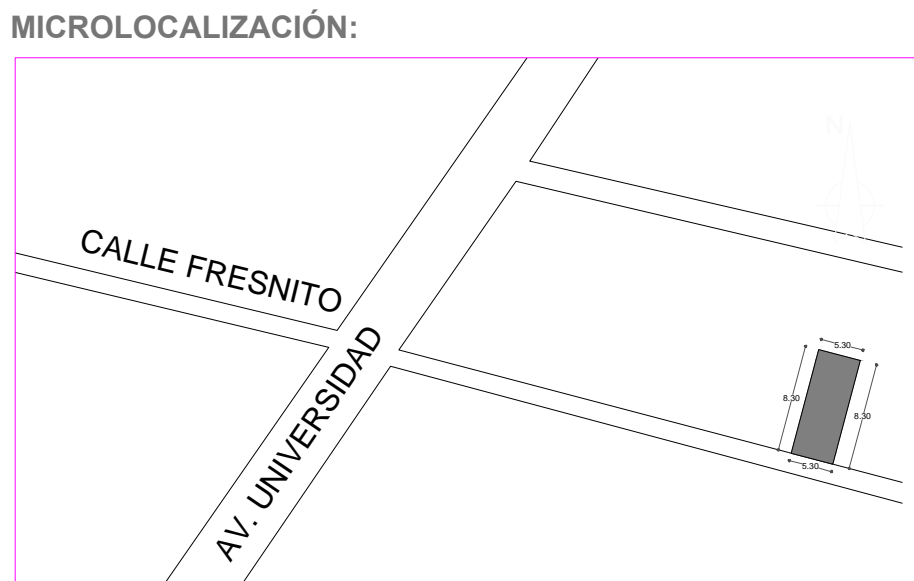 MICROLOCALIZACIÓN:
N
CALLE FRESNITO
AV. UNIVERSIDAD
5.30
8.30
8.30
5.30